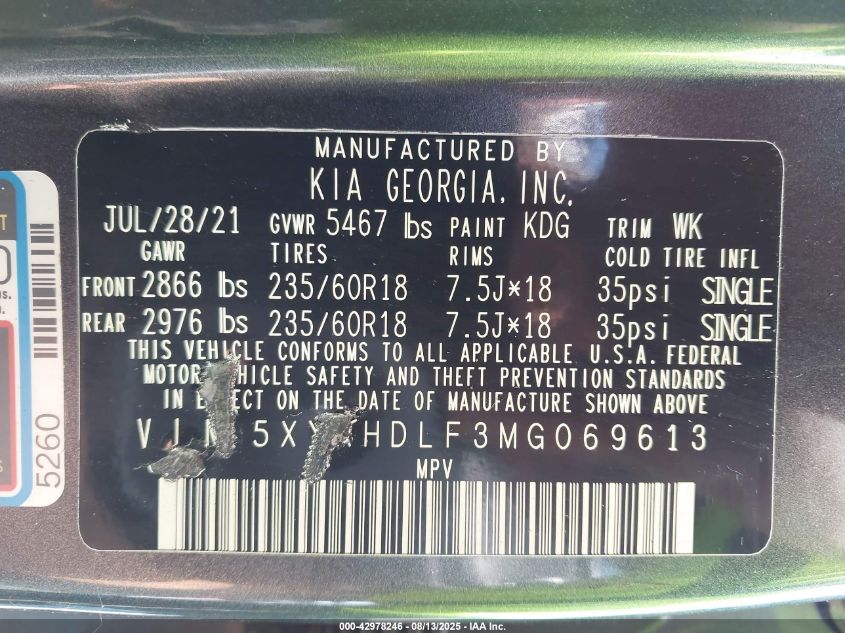 MANUFACTURED BY
KIA GEORGIA, INC.
JUL/28/21 GVWR 5467 lbs PAINT KDG TRIM WK
GAWR TIRES RIMS COLD TIRE INFL
FRONT 2866 lbs 235/60R18 7.5J*18 35psi SINGLE
REAR 2976 lbs 235/60R18 7.5J*18 35psi SINGLE
THIS VEHICLE CONFORMS TO ALL APPLICABLE U.S.A. FEDERAL
MOTOR SAFETY AND THEFT PREVENTION STANDARDS
IN ON THE DATE OF MANUFACTURE SHOWN ABOVE
HDLF3MG069613
MPV
5260
000-42978246 - 08/13/2025 - IAA Inc.